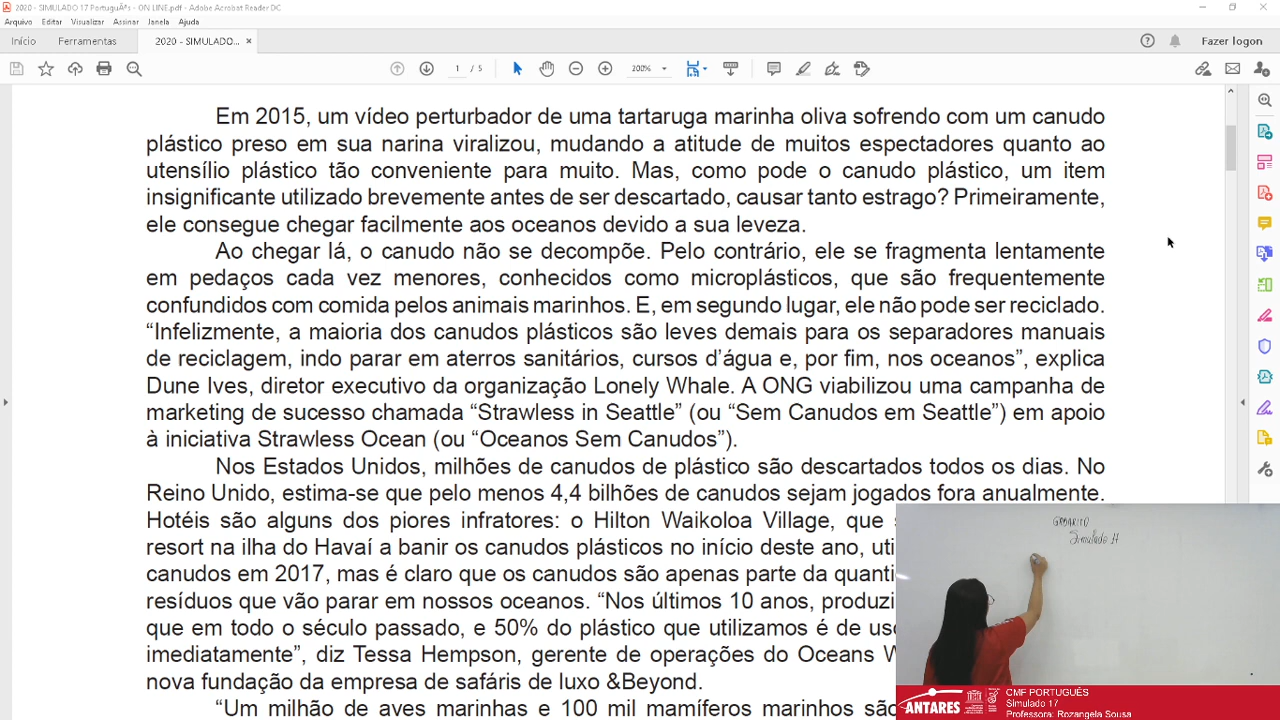 2020 - SIMULADO 17 PortuguÃªs - ON LINE.pdf - Adobe Acrobat Reader DC
Arquivo Editar Visualizar Assinar Janela Ajuda
Início Ferramentas 2020 - SIMULADO... × Fazer logon
1 / 5 200%
Em 2015, um vídeo perturbador de uma tartaruga marinha oliva sofrendo com um canudo
plástico preso em sua narina viralizou, mudando a atitude de muitos espectadores quanto ao
utensílio plástico tão conveniente para muito. Mas, como pode o canudo plástico, um item
insignificante utilizado brevemente antes de ser descartado, causar tanto estrago? Primeiramente,
ele consegue chegar facilmente aos oceanos devido a sua leveza.
Ao chegar lá, o canudo não se decompõe. Pelo contrário, ele se fragmenta lentamente
em pedaços cada vez menores, conhecidos como microplásticos, que são frequentemente
confundidos com comida pelos animais marinhos. E, em segundo lugar, ele não pode ser reciclado.
“Infelizmente, a maioria dos canudos plásticos são leves demais para os separadores manuais
de reciclagem, indo parar em aterros sanitários, cursos d’água e, por fim, nos oceanos”, explica
Dune Ives, diretor executivo da organização Lonely Whale. A ONG viabilizou uma campanha de
marketing de sucesso chamada “Strawless in Seattle” (ou “Sem Canudos em Seattle”) em apoio
à iniciativa Strawless Ocean (ou “Oceanos Sem Canudos”).
Nos Estados Unidos, milhões de canudos de plástico são descartados todos os dias. No
Reino Unido, estima-se que pelo menos 4,4 bilhões de canudos sejam jogados fora anualmente.
Hotéis são alguns dos piores infratores: o Hilton Waikoloa Village, que
resort na ilha do Havaí a banir os canudos plásticos no início deste ano, uti
canudos em 2017, mas é claro que os canudos são apenas parte da quanti
resíduos que vão parar em nossos oceanos. “Nos últimos 10 anos, produzi
que em todo o século passado, e 50% do plástico que utilizamos é de uso
imediatamente”, diz Tessa Hempson, gerente de operações do Oceans W
nova fundação da empresa de safáris de luxo &Beyond.
“Um milhão de aves marinhas e 100 mil mamíferos marinhos são
GABARITO
Simulado 17
ANTARES
CMF PORTUGUÊS
Simulado 17
Professora: Rozangela Sousa